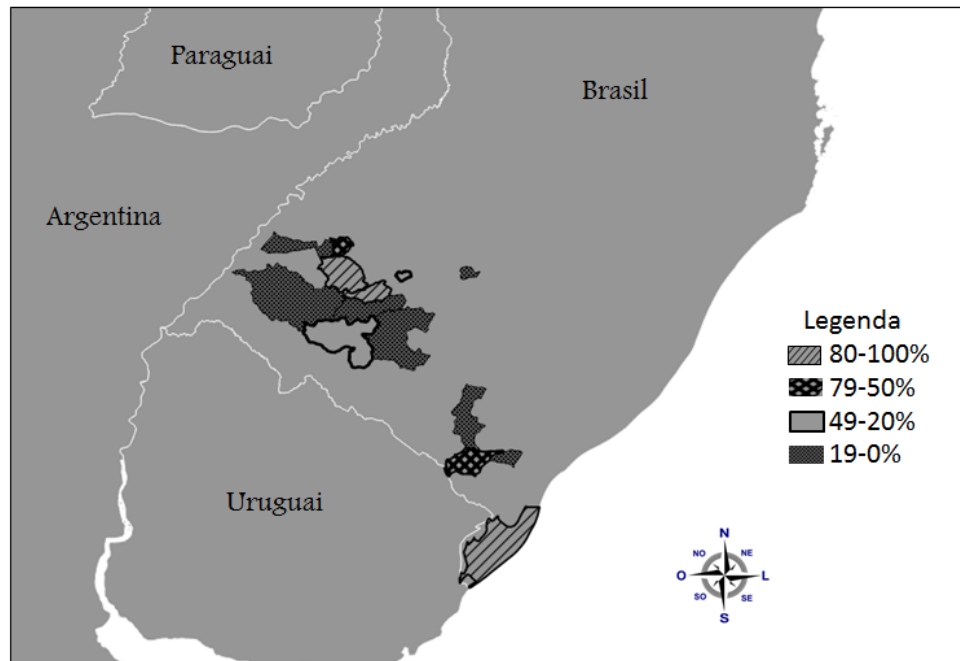 Paraguai
Brasil
Argentina
Uruguai
Legenda
80-100%
79-50%
49-20%
19-0%
N
NO
NE
O
L
SO
SE
S